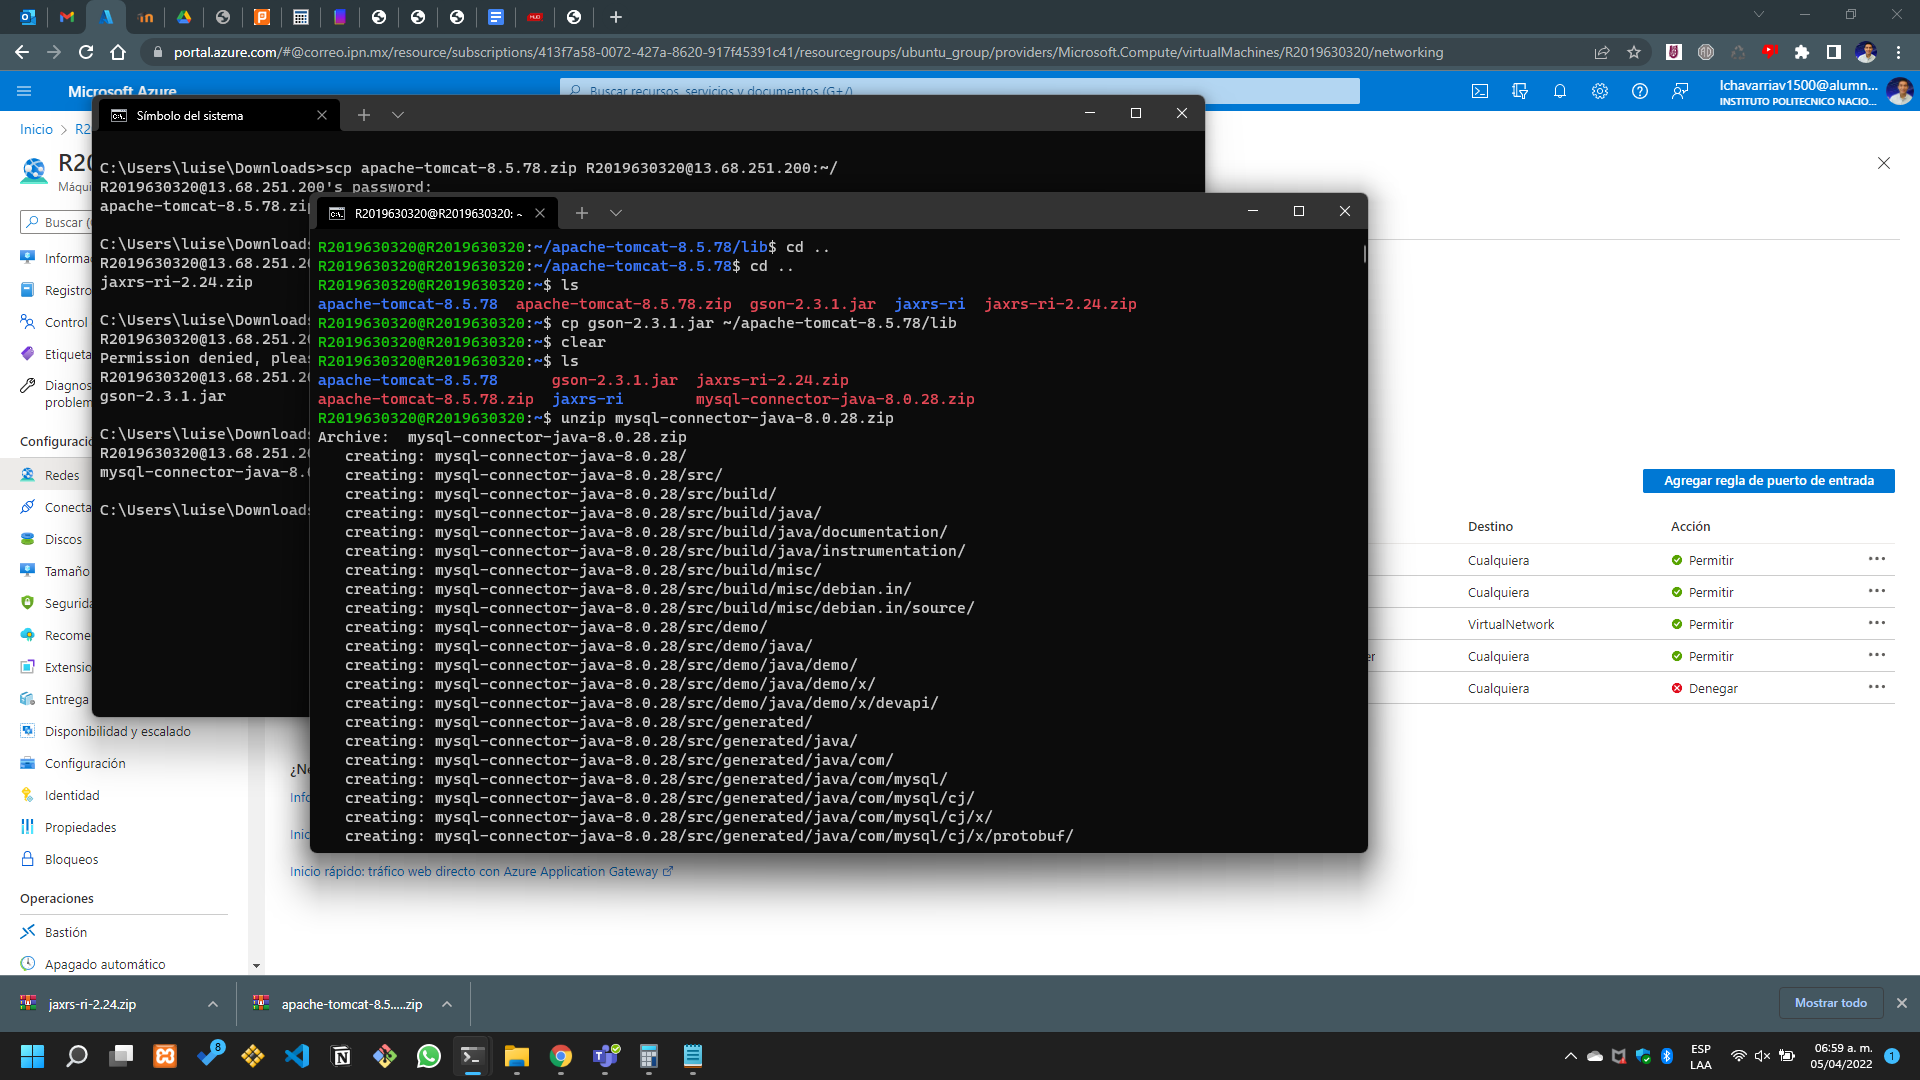 portal.azure.com/#@correo.ipn.mx/resource/subscriptions/413f7a58-0072-427a-8620-917f45391c41/resourcegroups/ubuntu_group/providers/Microsoft.Compute/virtualMachines/R2019630320/networking
Microsoft Azure
Buscar recursos, servicios y documentos (G+/)
lchavarriav1500@alumn...
INSTITUTO POLITECNICO NACIO...
Inicio > R2
R20
Máqui
Buscar (
Informa
Registro
Control
Etiqueta
Diagnos
problem
Configuració
Redes
Conecta
Discos
Tamaño
Segurida
Recome
Extensio
Entrega
Disponibilidad y escalado
Configuración
Identidad
Propiedades
Bloqueos
Operaciones
Bastión
Apagado automático
Símbolo del sistema
C:\Users\luise\Downloads>scp apache-tomcat-8.5.78.zip R2019630320@13.68.251.200:~/
R2019630320@13.68.251.200's password:
apache-tomcat-8.5.78.zip
C:\Users\luise\Downloads
R2019630320@13.68.251.20
jaxrs-ri-2.24.zip
C:\Users\luise\Downloads
R2019630320@13.68.251.20
Permission denied, pleas
R2019630320@13.68.251.20
gson-2.3.1.jar
C:\Users\luise\Downloads
R2019630320@13.68.251.20
mysql-connector-java-8.0
C:\Users\luise\Downloads
R2019630320@R2019630320: ~
R2019630320@R2019630320:~/apache-tomcat-8.5.78/lib$ cd ..
R2019630320@R2019630320:~/apache-tomcat-8.5.78$ cd ..
R2019630320@R2019630320:~$ ls
apache-tomcat-8.5.78 apache-tomcat-8.5.78.zip gson-2.3.1.jar jaxrs-ri jaxrs-ri-2.24.zip
R2019630320@R2019630320:~$ cp gson-2.3.1.jar ~/apache-tomcat-8.5.78/lib
R2019630320@R2019630320:~$ clear
R2019630320@R2019630320:~$ ls
apache-tomcat-8.5.78 gson-2.3.1.jar jaxrs-ri-2.24.zip
apache-tomcat-8.5.78.zip jaxrs-ri mysql-connector-java-8.0.28.zip
R2019630320@R2019630320:~$ unzip mysql-connector-java-8.0.28.zip
Archive: mysql-connector-java-8.0.28.zip
creating: mysql-connector-java-8.0.28/
creating: mysql-connector-java-8.0.28/src/
creating: mysql-connector-java-8.0.28/src/build/
creating: mysql-connector-java-8.0.28/src/build/java/
creating: mysql-connector-java-8.0.28/src/build/java/documentation/
creating: mysql-connector-java-8.0.28/src/build/java/instrumentation/
creating: mysql-connector-java-8.0.28/src/build/misc/
creating: mysql-connector-java-8.0.28/src/build/misc/debian.in/
creating: mysql-connector-java-8.0.28/src/build/misc/debian.in/source/
creating: mysql-connector-java-8.0.28/src/demo/
creating: mysql-connector-java-8.0.28/src/demo/java/
creating: mysql-connector-java-8.0.28/src/demo/java/demo/
creating: mysql-connector-java-8.0.28/src/demo/java/demo/x/
creating: mysql-connector-java-8.0.28/src/demo/java/demo/x/devapi/
creating: mysql-connector-java-8.0.28/src/generated/
creating: mysql-connector-java-8.0.28/src/generated/java/
creating: mysql-connector-java-8.0.28/src/generated/java/com/
creating: mysql-connector-java-8.0.28/src/generated/java/com/mysql/
creating: mysql-connector-java-8.0.28/src/generated/java/com/mysql/cj/
creating: mysql-connector-java-8.0.28/src/generated/java/com/mysql/cj/x/
creating: mysql-connector-java-8.0.28/src/generated/java/com/mysql/cj/x/protobuf/
Agregar regla de puerto de entrada
Destino Acción
Cualquiera Permitir ...
Cualquiera Permitir ...
VirtualNetwork Permitir ...
er Cualquiera Permitir ...
Cualquiera Denegar ...
¿Ne
Info
Inic
Inicio rápido: tráfico web directo con Azure Application Gateway
jaxrs-ri-2.24.zip
apache-tomcat-8.5.....zip
Mostrar todo
8
ESP
LAA
06:59 a. m.
05/04/2022
1